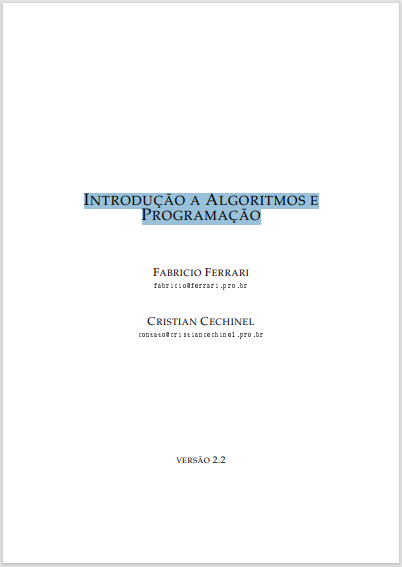 INTRODUÇÃO A ALGORITMOS E
PROGRAMAÇÃO
FABRICIO FERRARI
fabricio@ferrari.pro.br
CRISTIAN CECHINEL
contato@cristiancechinel.pro.br
VERSÃO 2.2